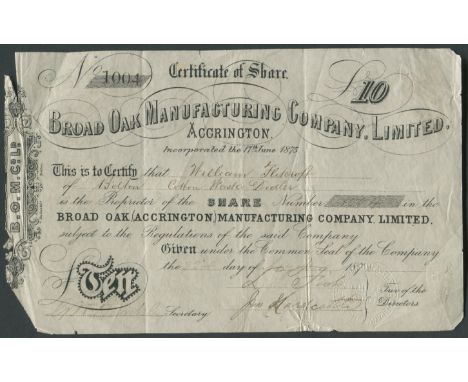 No 1004
Certificate of Share.
£10
BROAD OAK MANUFACTURING COMPANY, LIMITED.
ACCRINGTON.
Incorporated the 17th June 1873
This is to Certify that William
of Bolton Cotton Waste Dealer
is the Proprietor of the SHARE Number in the
BROAD OAK (ACCRINGTON) MANUFACTURING COMPANY, LIMITED,
subject to the Regulations of the said Company
Given under the Common Seal of the Company
the day of 187
£ Ten.
Secretary
Two of the
Directors
B.O.M.Co. LD.